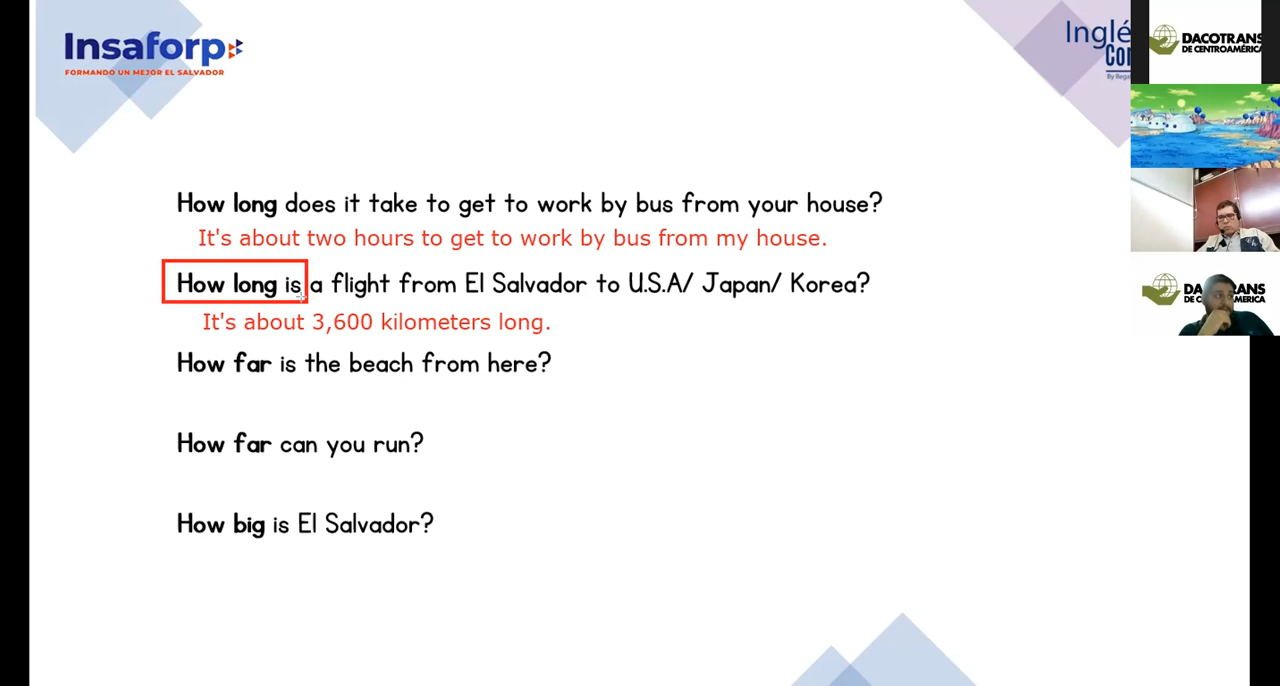 Insaforp
FORMANDO UN MEJOR EL SALVADOR
Inglé
Cor
DACOTRANS
DE CENTROAMÉRICA
How long does it take to get to work by bus from your house?
It's about two hours to get to work by bus from my house.
How long is a flight from El Salvador to U.S.A/ Japan/ Korea?
It's about 3,600 kilometers long.
How far is the beach from here?
How far can you run?
How big is El Salvador?